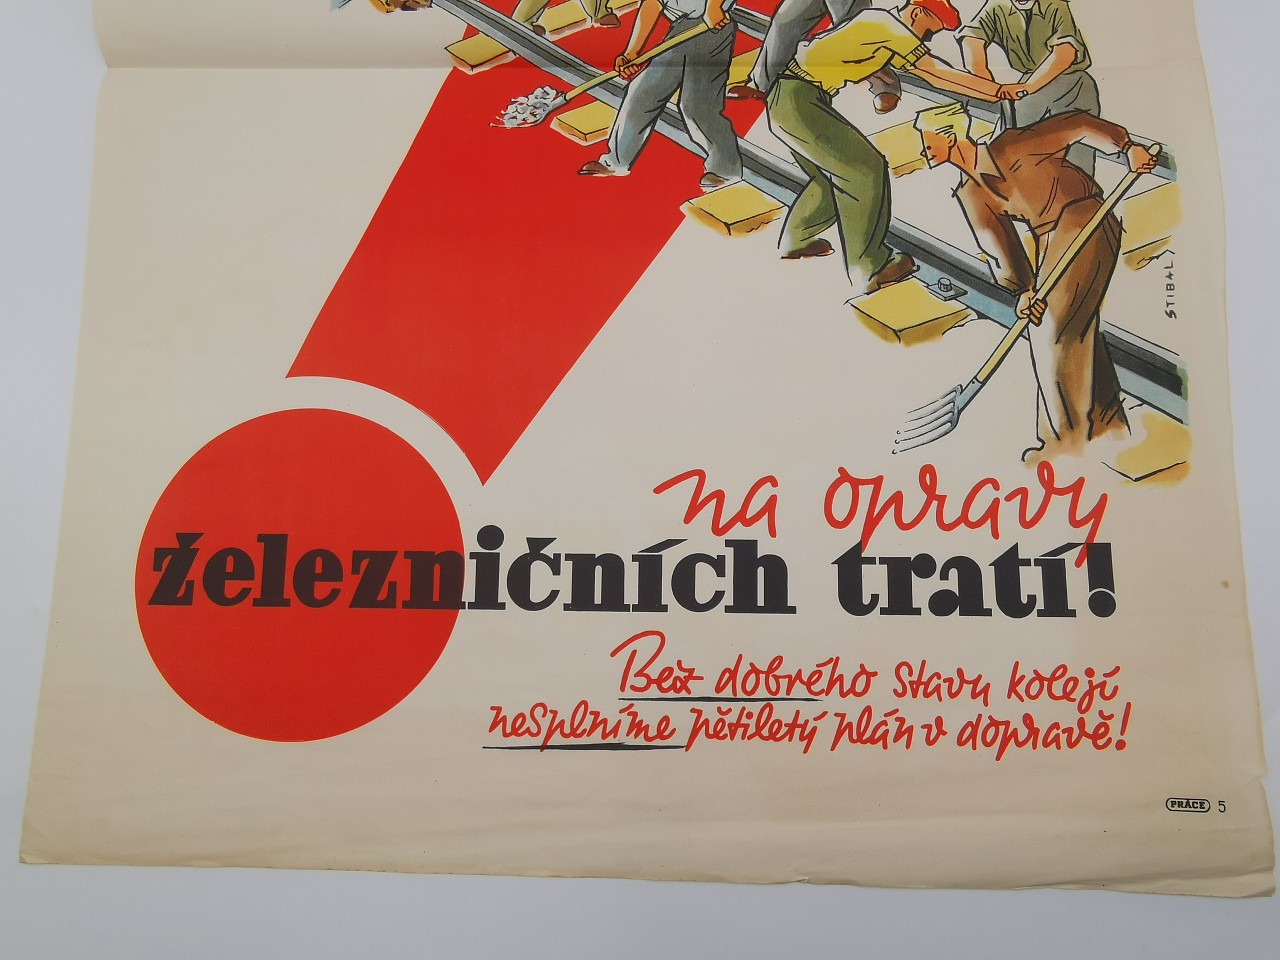 STIBAL
na opravy
železničních tratí!
Bez dobrého stavu kolejí
nesplníme pětiletý plán v dopravě!
PRÁCE 5